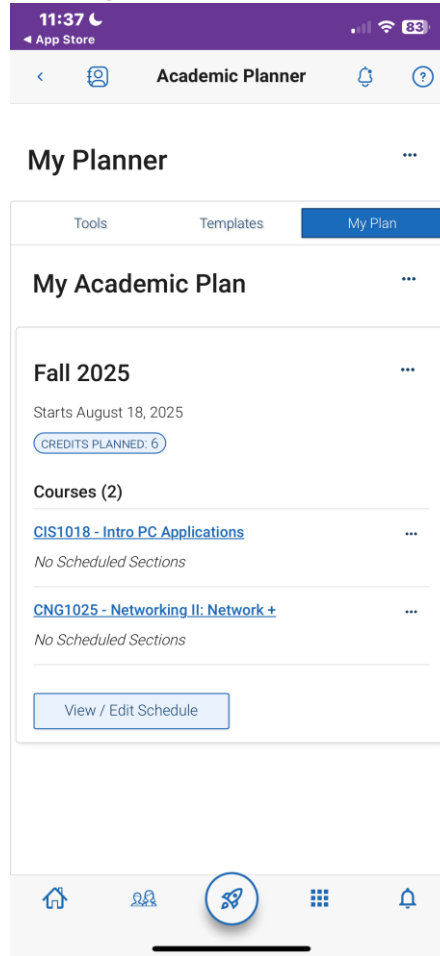 11:37
◀ App Store
83
Academic Planner
?
My Planner
...
Tools
Templates
My Plan
My Academic Plan
...
Fall 2025
...
Starts August 18, 2025
CREDITS PLANNED: 6
Courses (2)
CIS1018 - Intro PC Applications
...
No Scheduled Sections
CNG1025 - Networking II: Network +
...
No Scheduled Sections
View / Edit Schedule